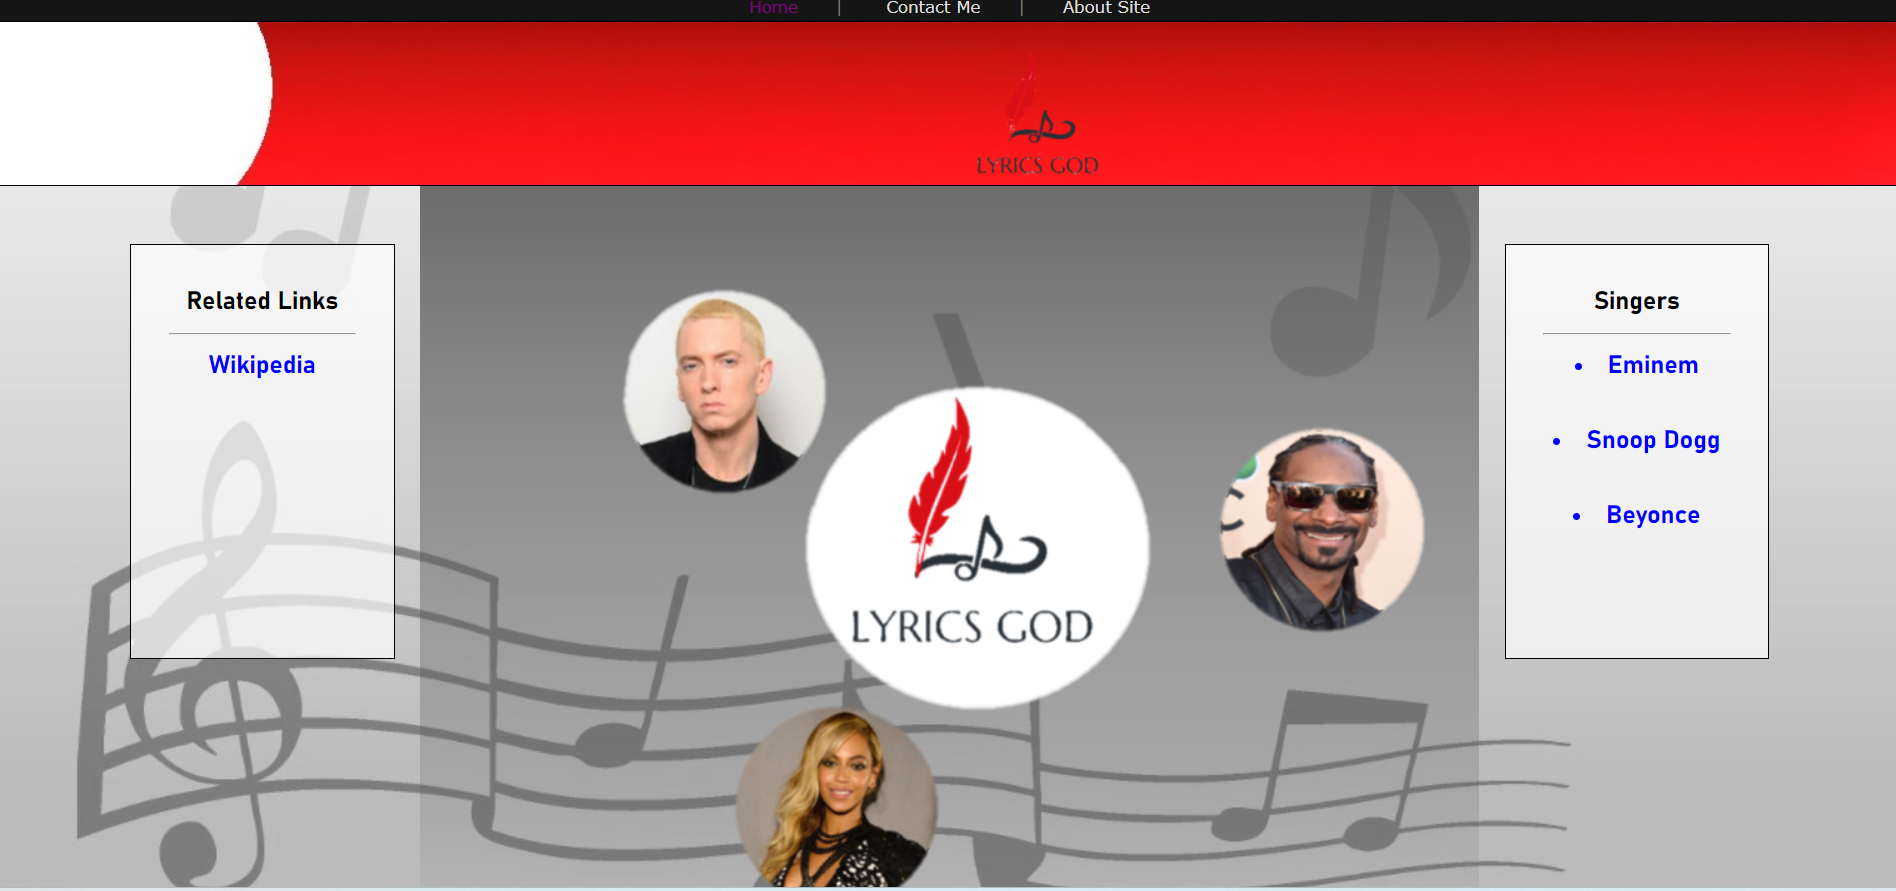 Home | Contact Me | About Site
LYRICS GOD
Related Links
Wikipedia
LYRICS GOD
Singers
• Eminem
• Snoop Dogg
• Beyonce